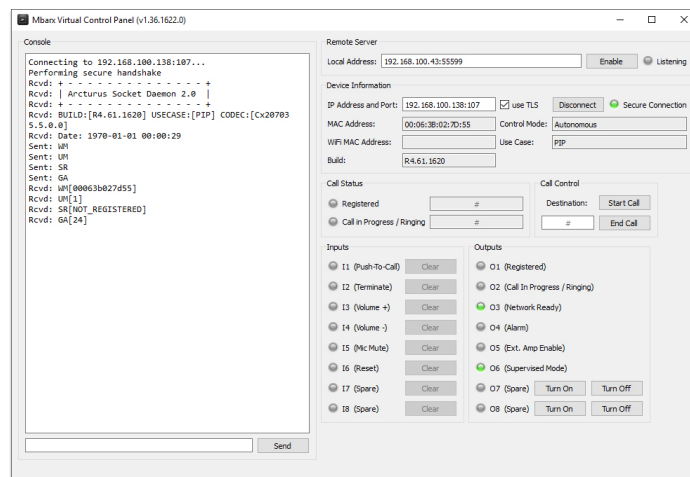 Mbarx Virtual Control Panel (v1.36.1622.0)
Console
Connecting to 192.168.100.138:107...
Performing secure handshake
Rcvd: + - - - - - - - - - - - - - - +
Rcvd: | Arcturus Socket Daemon 2.0 |
Rcvd: + - - - - - - - - - - - - - - +
Rcvd: BUILD:[R4.61.1620] USECASE:[PIP] CODEC:[Cx20703
5.5.0.0]
Rcvd: Date: 1970-01-01 00:00:29
Sent: WM
Sent: UM
Sent: SR
Sent: GA
Rcvd: WM[00063b027d55]
Rcvd: UM[1]
Rcvd: SR[NOT_REGISTERED]
Rcvd: GA[24]
Send
Remote Server
Local Address: 192.168.100.43:55599 Enable Listening
Device Information
IP Address and Port: 192.168.100.138:107 use TLS Disconnect Secure Connection
MAC Address: 00:06:3B:02:7D:55 Control Mode: Autonomous
WiFi MAC Address: Use Case: PIP
Build: R4.61.1620
Call Status
Registered #
Call in Progress / Ringing #
Call Control
Destination: Start Call
# End Call
Inputs
I1 (Push-To-Call) Clear
I2 (Terminate) Clear
I3 (Volume +) Clear
I4 (Volume -) Clear
I5 (Mic Mute) Clear
I6 (Reset) Clear
I7 (Spare) Clear
I8 (Spare) Clear
Outputs
O1 (Registered)
O2 (Call In Progress / Ringing)
O3 (Network Ready)
O4 (Alarm)
O5 (Ext. Amp Enable)
O6 (Supervised Mode)
O7 (Spare) Turn On Turn Off
O8 (Spare) Turn On Turn Off